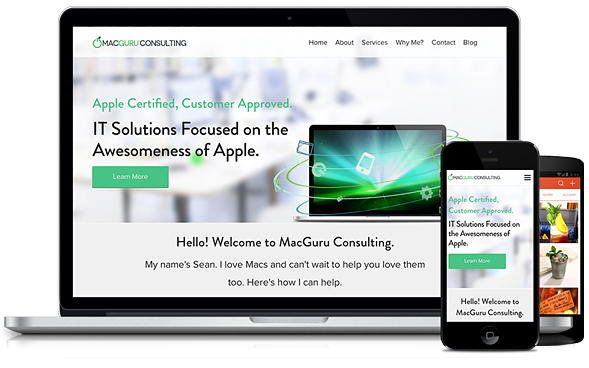 MACGURU CONSULTING
Home About Services Why Me? Contact Blog
Apple Certified, Customer Approved.
IT Solutions Focused on the
Awesomeness of Apple.
Learn More
Hello! Welcome to MacGuru Consulting.
My name's Sean. I love Macs and can't wait to help you love them
too. Here's how I can help.
MACGURU CONSULTING
Apple Certified,
Customer Approved.
IT Solutions Focused on
the Awesomeness of
Apple.
Learn More
Hello! Welcome to
MacGuru Consulting.